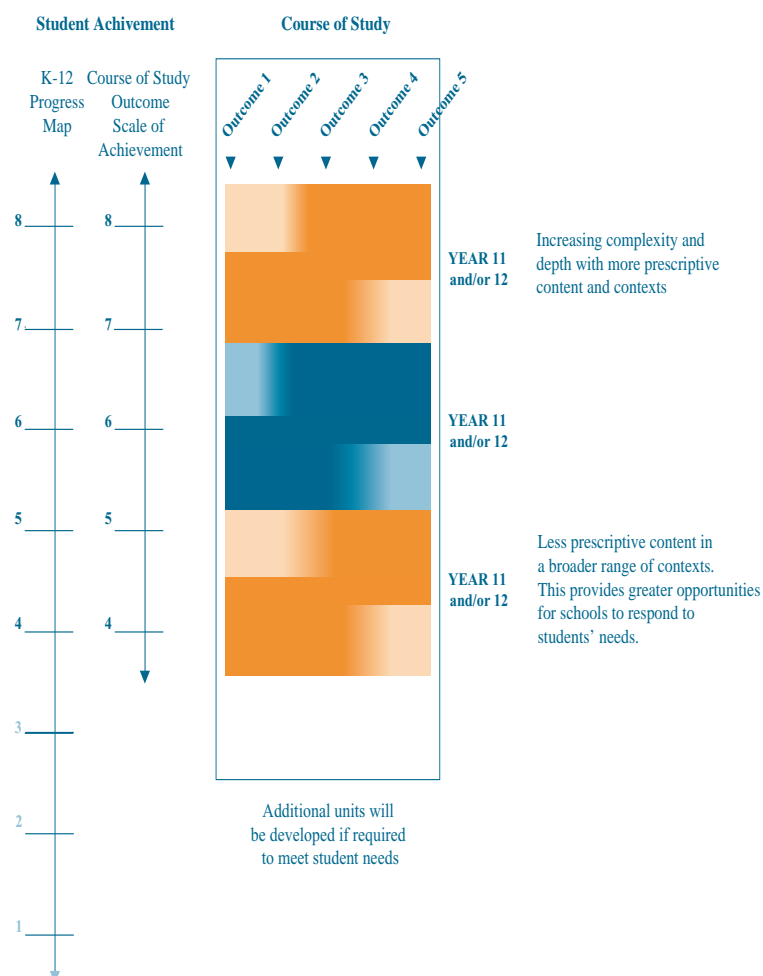 Student Achivement
Course of Study
K-12
Progress
Map
Course of Study
Outcome
Scale of
Achievement
Outcome 1
Outcome 2
Outcome 3
Outcome 4
Outcome 5
8
8
7
7
6
6
5
5
4
4
3
2
1
YEAR 11
and/or 12
Increasing complexity and
depth with more prescriptive
content and contexts
YEAR 11
and/or 12
YEAR 11
and/or 12
Less prescriptive content in
a broader range of contexts.
This provides greater opportunities
for schools to respond to
students’ needs.
Additional units will
be developed if required
to meet student needs